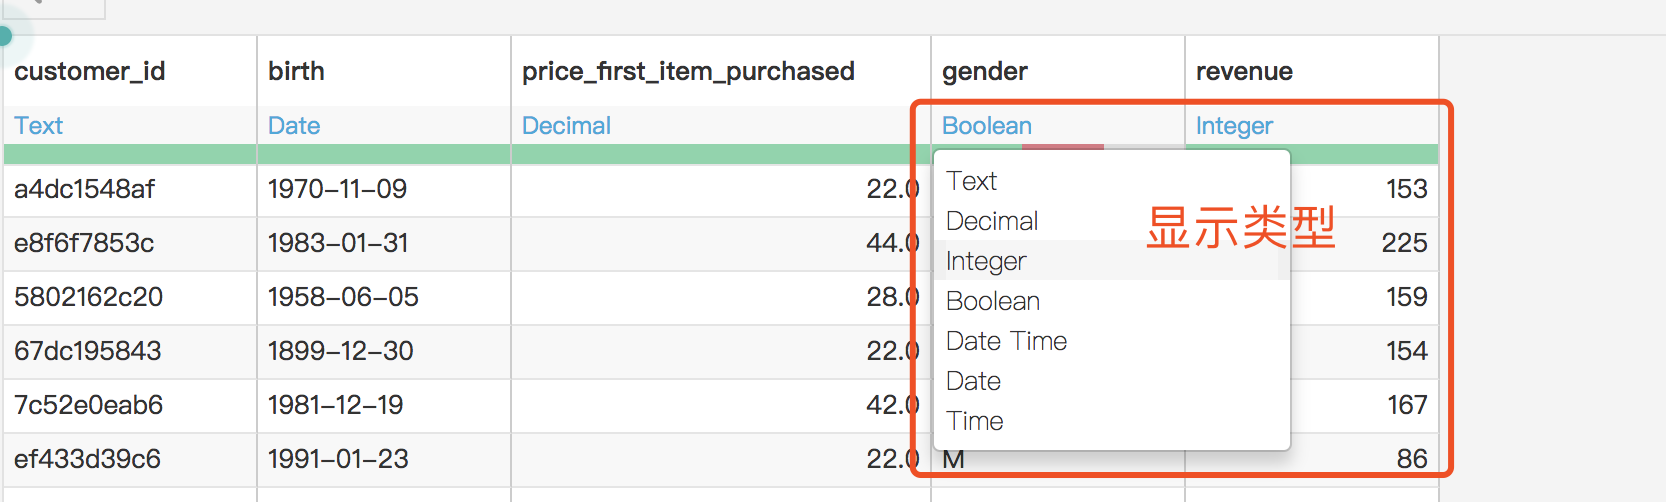 customer_id birth price_first_item_purchased gender revenue
Text Date Decimal Boolean Integer
a4dc1548af 1970-11-09 22.0 153
e8f6f7853c 1983-01-31 44.0 225
5802162c20 1958-06-05 28.0 159
67dc195843 1899-12-30 22.0 154
7c52e0eab6 1981-12-19 42.0 167
ef433d39c6 1991-01-23 22.0 M 86
Text
Decimal
Integer
Boolean
Date Time
Date
Time
显示类型